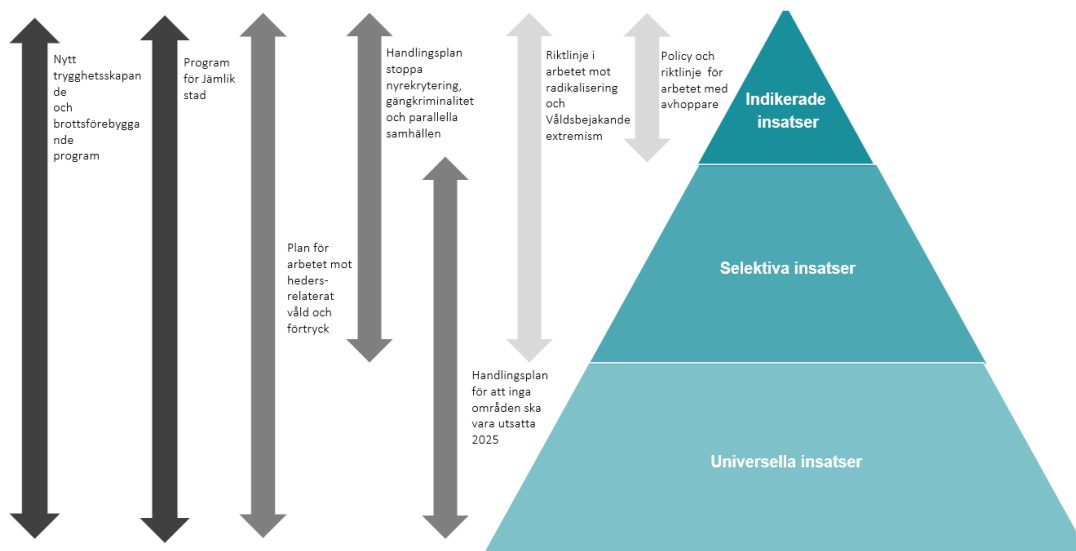 Nytt
trygghetsskapan
de
och
brottsförebygga
nde
program
Program
för Jämlik
stad
Plan för
arbetet mot
heders-
relaterat
våld och
förtryck
Handlingsplan
stoppa
nyrekrytering,
gängkriminalitet
och parallella
samhällen
Handlingsplan
för att inga
områden ska
vara utsatta
2025
Riktlinje i
arbetet mot
radikalisering
och
Våldsbejakande
extremism
Policy och
riktlinje för
arbetet med
avhoppare
Indikerade
insatser
Selektiva insatser
Universella insatser